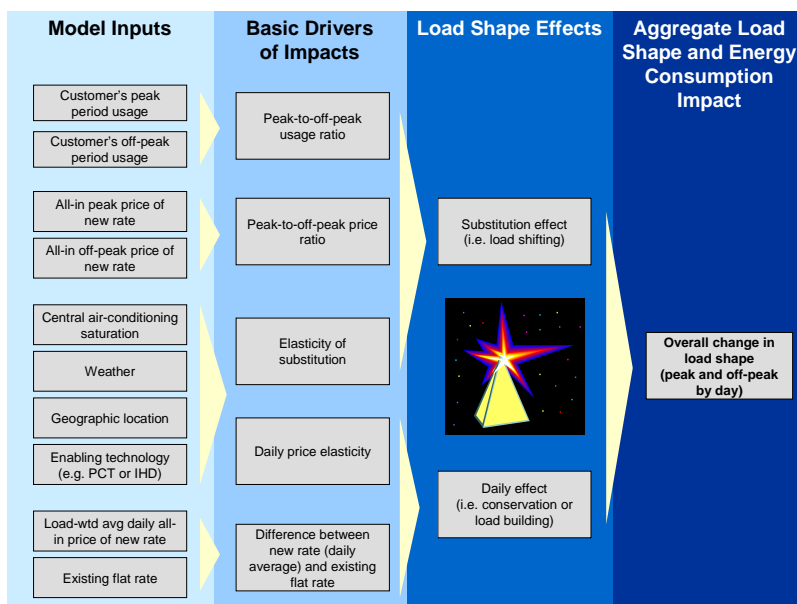 Model Inputs
Customer's peak
period usage
Customer's off-peak
period usage
All-in peak price of
new rate
All-in off-peak price of
new rate
Central air-conditioning
saturation
Weather
Geographic location
Enabling technology
(e.g. PCT or IHD)
Load-wtd avg daily all-
in price of new rate
Existing flat rate
Basic Drivers
of Impacts
Peak-to-off-peak
usage ratio
Peak-to-off-peak price
ratio
Elasticity of
substitution
Daily price elasticity
Difference between
new rate (daily
average) and existing
flat rate
Load Shape Effects
Substitution effect
(i.e. load shifting)
Daily effect
(i.e. conservation or
load building)
Aggregate Load
Shape and Energy
Consumption
Impact
Overall change in
load shape
(peak and off-peak
by day)